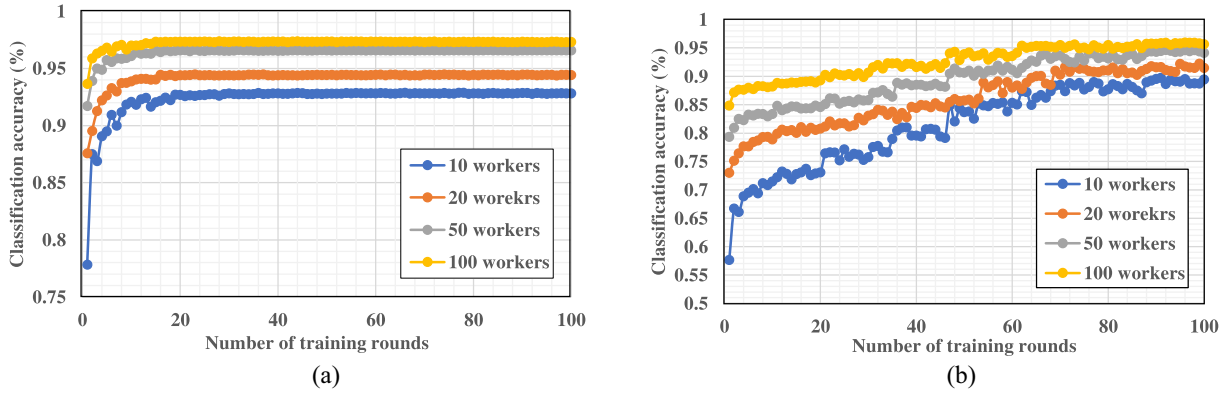 1
0.95
0.9
0.85
0.8
0.75
0 20 40 60 80 100
Classification accuracy (%)
Number of training rounds
10 workers
20 worekrs
50 workers
100 workers
(a)
1
0.95
0.9
0.85
0.8
0.75
0.7
0.65
0.6
0.55
0.5
0 20 40 60 80 100
Classification accuracy (%)
Number of training rounds
10 workers
20 worekrs
50 workers
100 workers
(b)